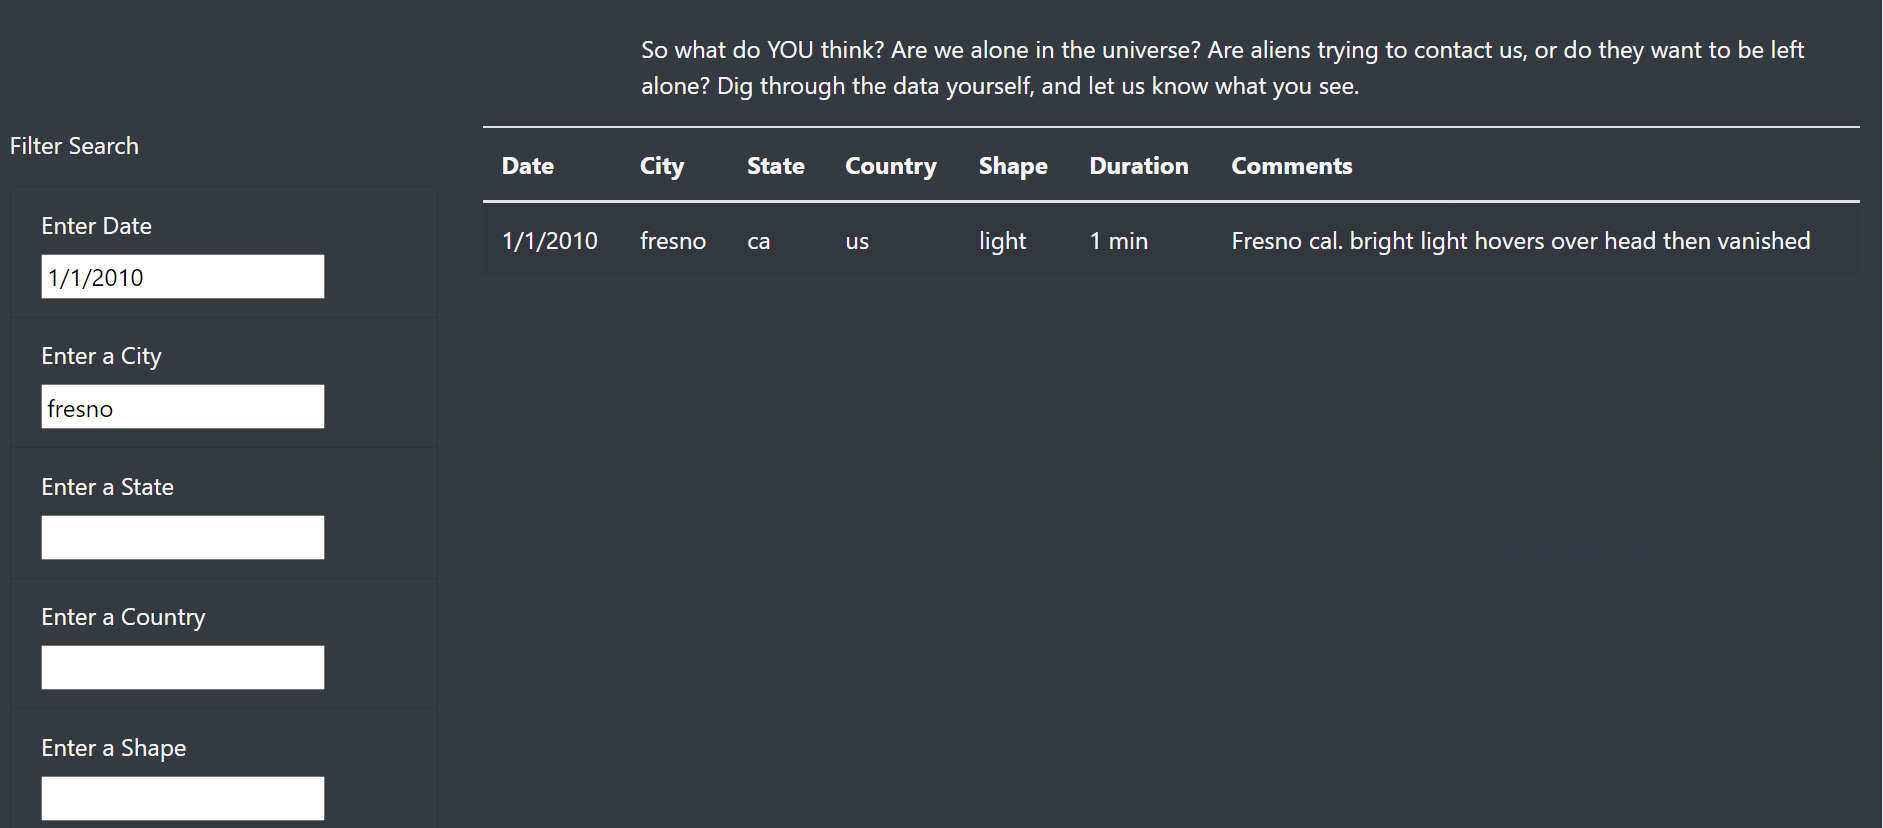 So what do YOU think? Are we alone in the universe? Are aliens trying to contact us, or do they want to be left
alone? Dig through the data yourself, and let us know what you see.
Filter Search
Enter Date
1/1/2010
Enter a City
fresno
Enter a State
Enter a Country
Enter a Shape
Date City State Country Shape Duration Comments
1/1/2010 fresno ca us light 1 min Fresno cal. bright light hovers over head then vanished